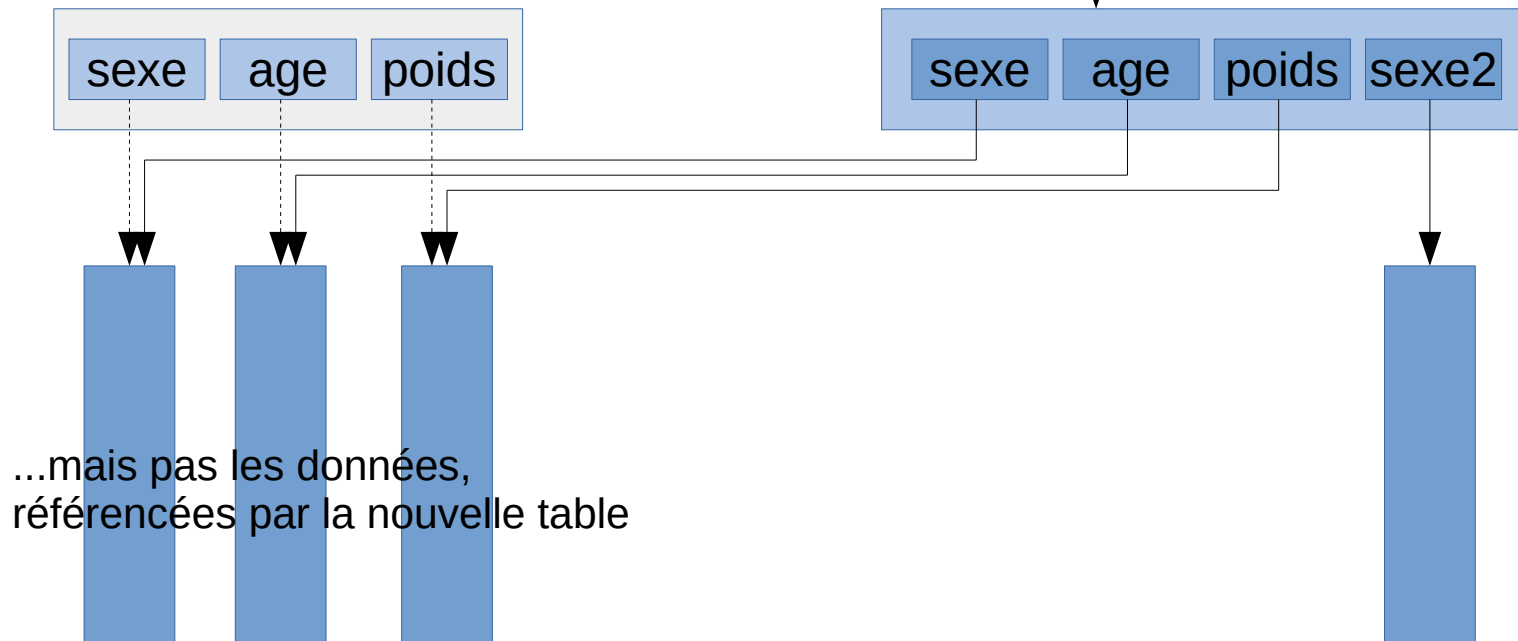 sexe age poids
sexe age poids sexe2
...mais pas les données,
référencées par la nouvelle table